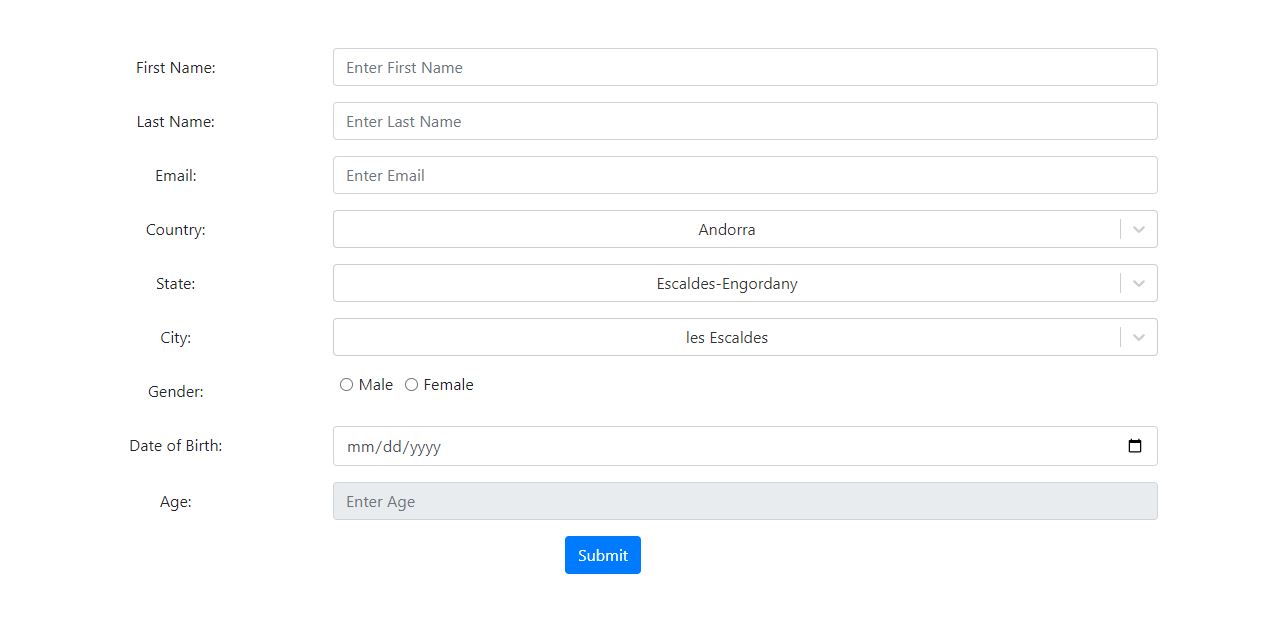 First Name: Enter First Name
Last Name: Enter Last Name
Email: Enter Email
Country: Andorra
State: Escaldes-Engordany
City: les Escaldes
Gender: Male Female
Date of Birth: mm/dd/yyyy
Age: Enter Age
Submit